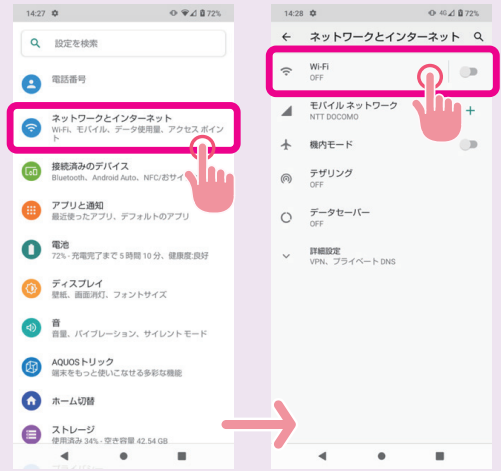 14:27
72%
設定を検索
電話番号
ネットワークとインターネット
Wi-Fi、モバイル、データ使用量、アクセス ポイン
ト
接続済みのデバイス
Bluetooth、Android Auto、NFC/おサイ
アプリと通知
最近使ったアプリ、デフォルトのアプリ
電池
72% - 充電完了まで 5 時間 10 分、健康度:良好
ディスプレイ
壁紙、画面消灯、フォントサイズ
音
音量、バイブレーション、サイレント モード
AQUOSトリック
端末をもっと使いこなせる多彩な機能
ホーム切替
ストレージ
使用済み 34% - 空き容量 42.54 GB
14:28
4G 72%
ネットワークとインターネット
Wi-Fi
OFF
モバイル ネットワーク
NTT DOCOMO
機内モード
テザリング
OFF
データセーバー
OFF
詳細設定
VPN、プライベート DNS